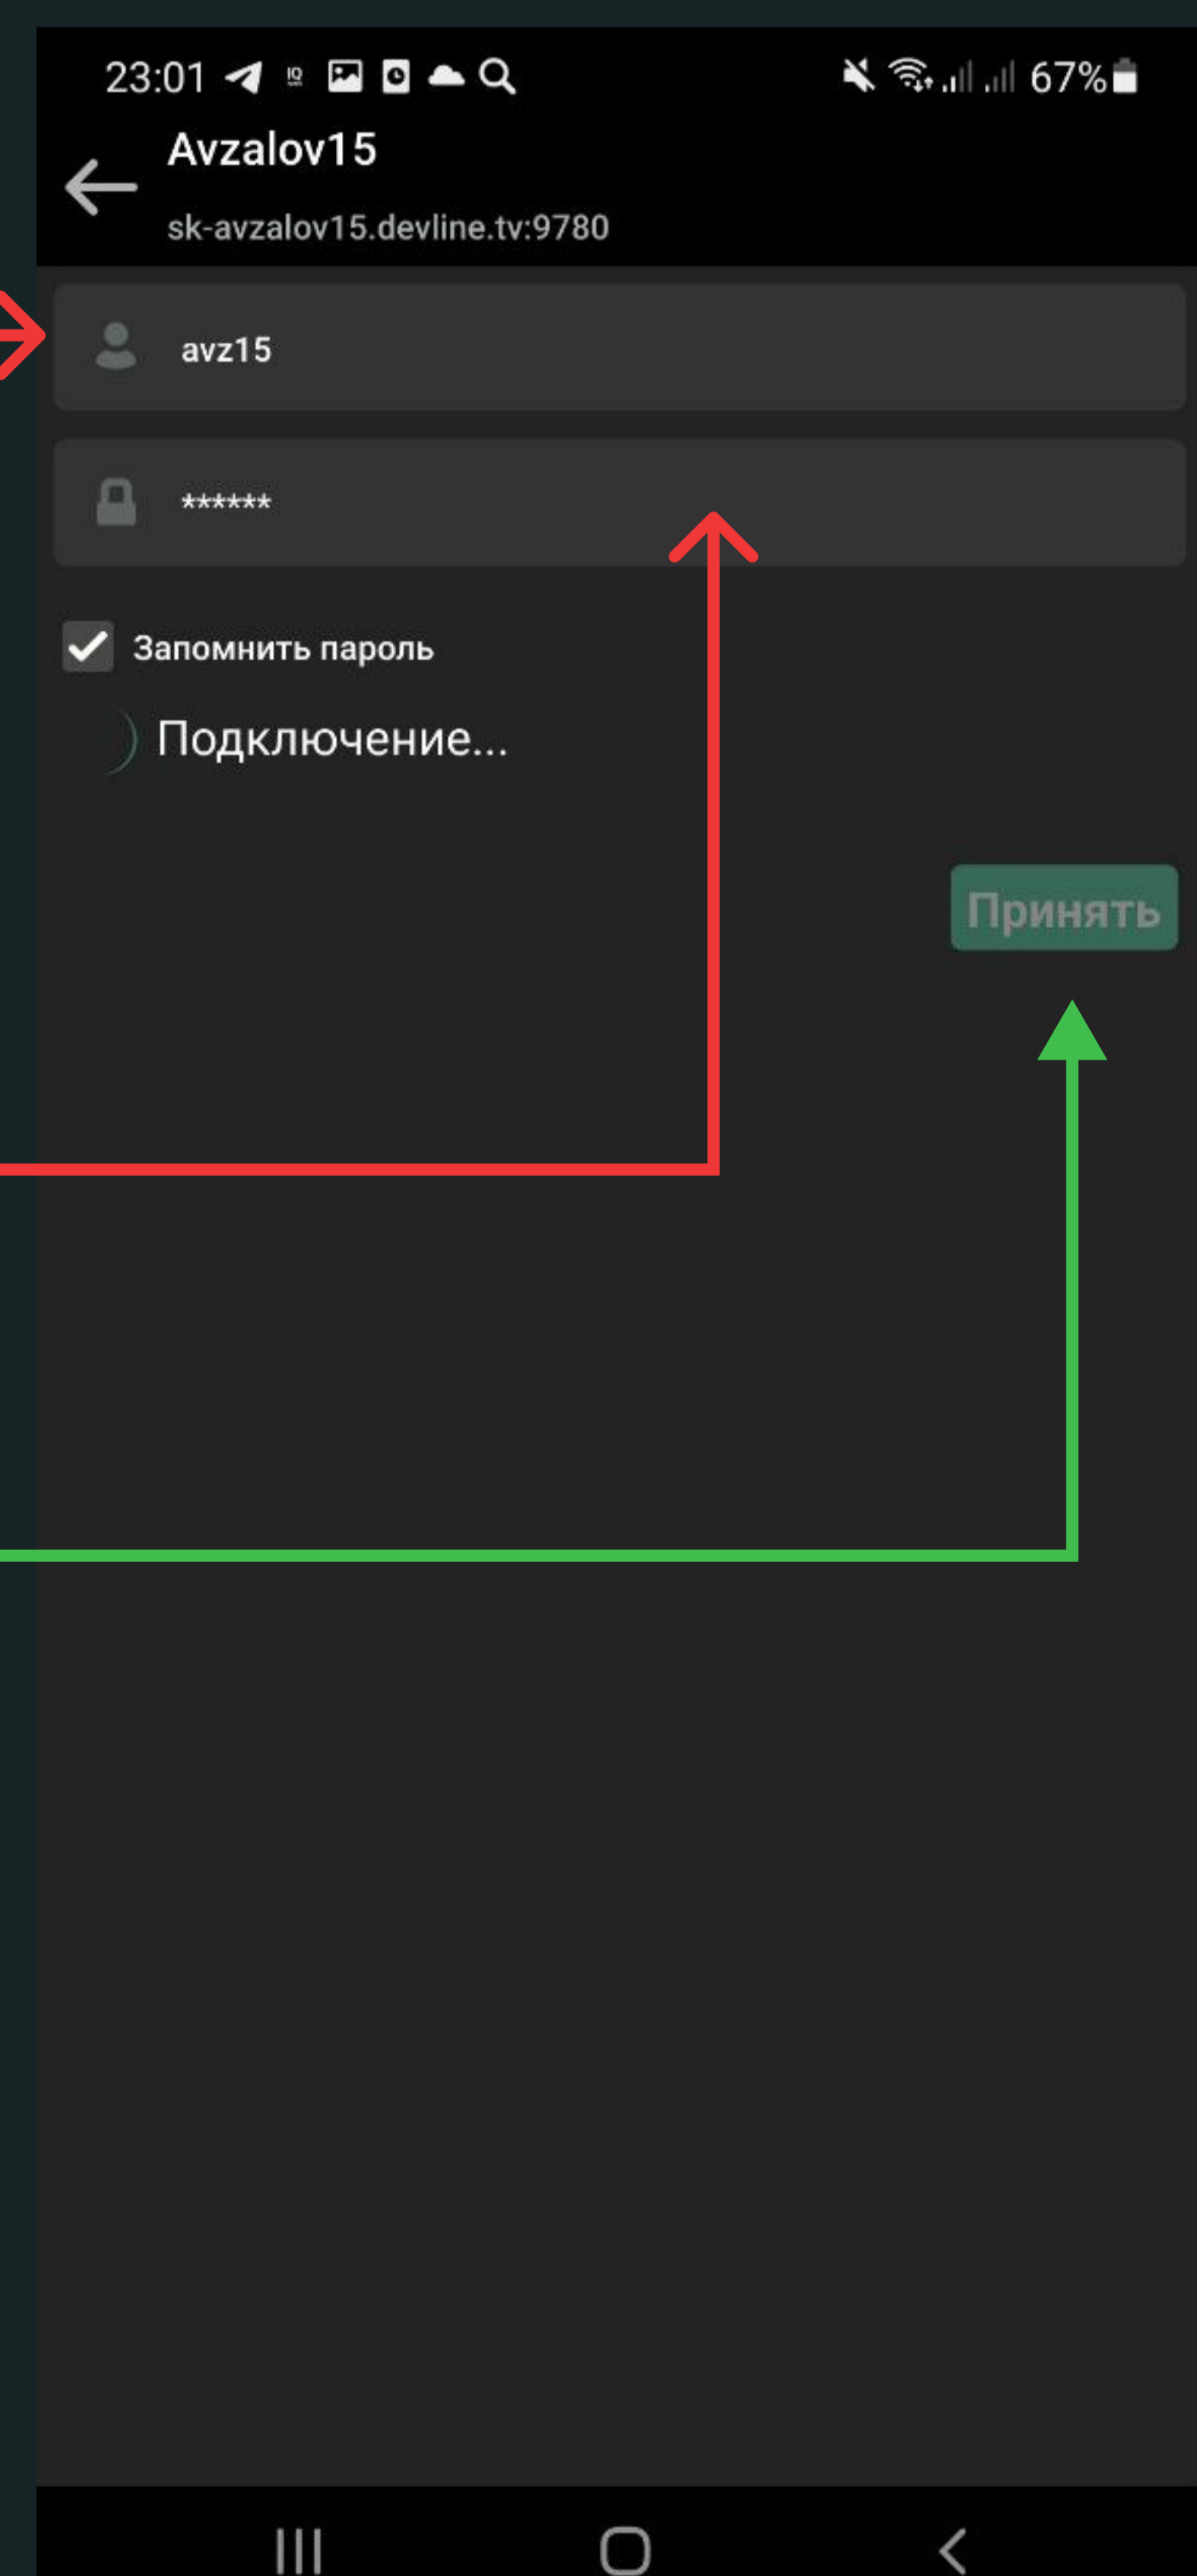 23:01
67%
Avzalov15
sk-avzalov15.devline.tv:9780
avz15
******
Запомнить пароль
Подключение...
Принять